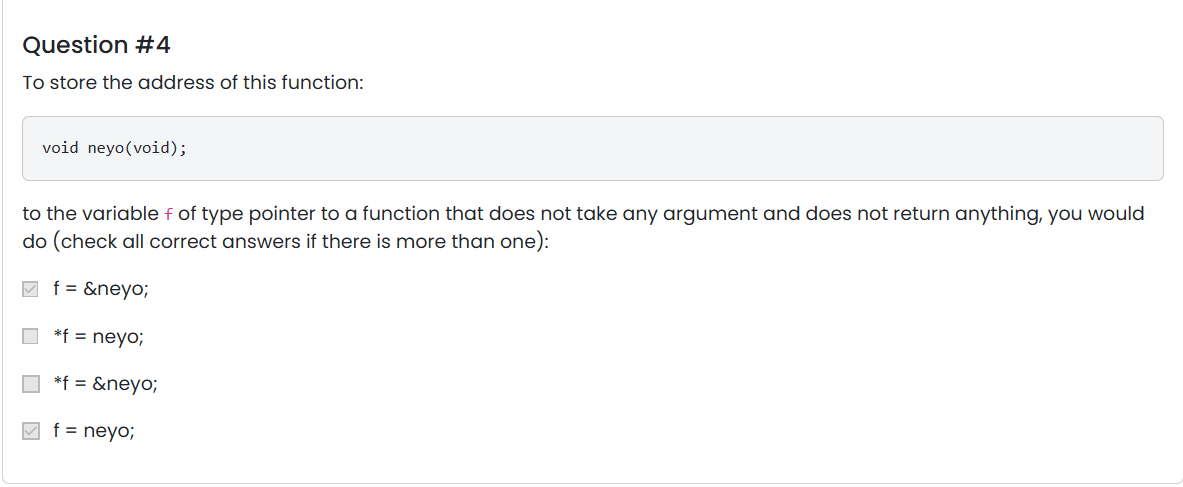 Question #4
To store the address of this function:
void neyo(void);
to the variable f of type pointer to a function that does not take any argument and does not return anything, you would
do (check all correct answers if there is more than one):
f = &neyo;
*f = neyo;
*f = &neyo;
f = neyo;